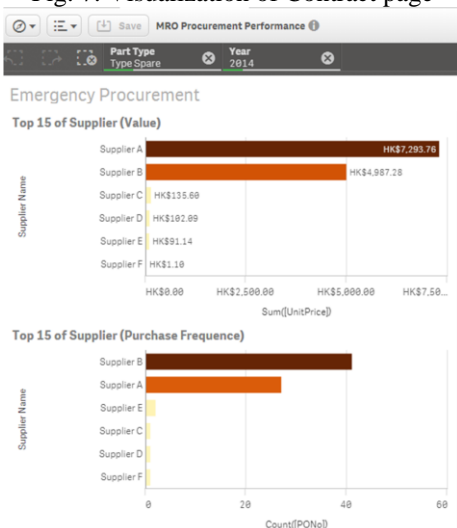 Fig. 7. Visualization of Contract page
Save MRO Procurement Performance
Part Type
Type Spare
Year
2014
Emergency Procurement
Top 15 of Supplier (Value)
Supplier Name
Supplier A HK$7,293.76
Supplier B HK$4,987.28
Supplier C HK$135.60
Supplier D HK$102.09
Supplier E HK$91.14
Supplier F HK$1.10
HK$0.00 HK$2,500.00 HK$5,000.00 HK$7,50...
Sum([UnitPrice])
Top 15 of Supplier (Purchase Frequence)
Supplier Name
Supplier B
Supplier A
Supplier E
Supplier C
Supplier D
Supplier F
0 20 40 60
Count([PONo])